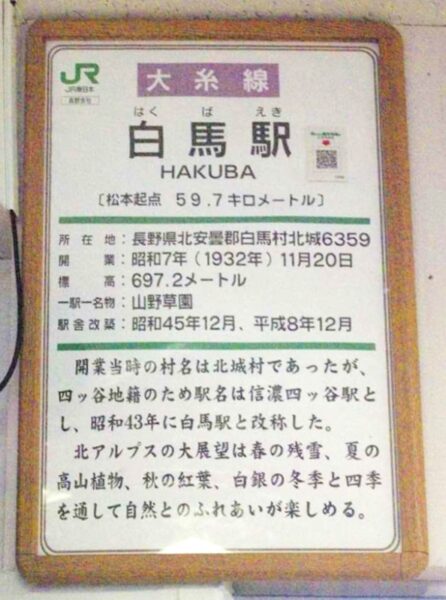 JR
JR東日本
長野支社
大糸線
はくばえき
白馬駅
HAKUBA
〔松本起点 59.7キロメートル〕
所在地：長野県北安曇郡白馬村北城6359
開業：昭和7年（1932年）11月20日
標高：697.2メートル
一駅一名物：山野草園
駅舎改築：昭和45年12月、平成8年12月
開業当時の村名は北城村であったが、
四ッ谷地籍のため駅名は信濃四ッ谷駅と
し、昭和43年に白馬駅と改称した。
北アルプスの大展望は春の残雪、夏の
高山植物、秋の紅葉、白銀の冬季と四季
を通して自然とのふれあいが楽しめる。